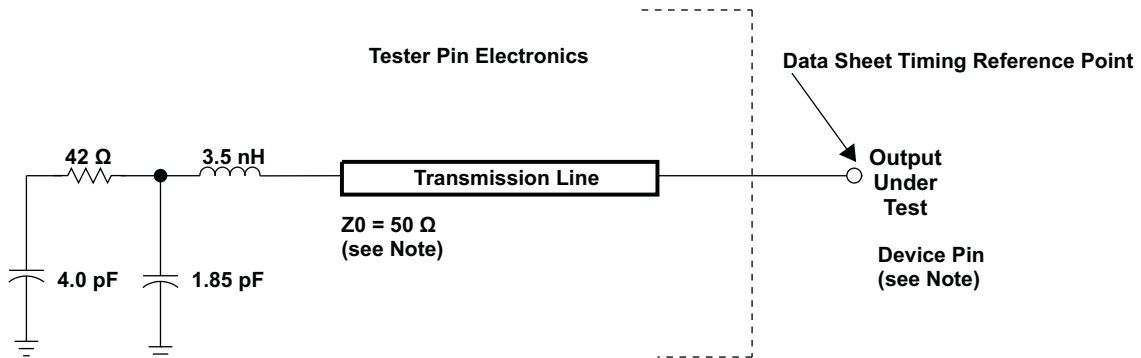 Tester Pin Electronics
Data Sheet Timing Reference Point
42 Ω
3.5 nH
Transmission Line
Output
Under
Test
Z0 = 50 Ω
(see Note)
4.0 pF
1.85 pF
Device Pin
(see Note)